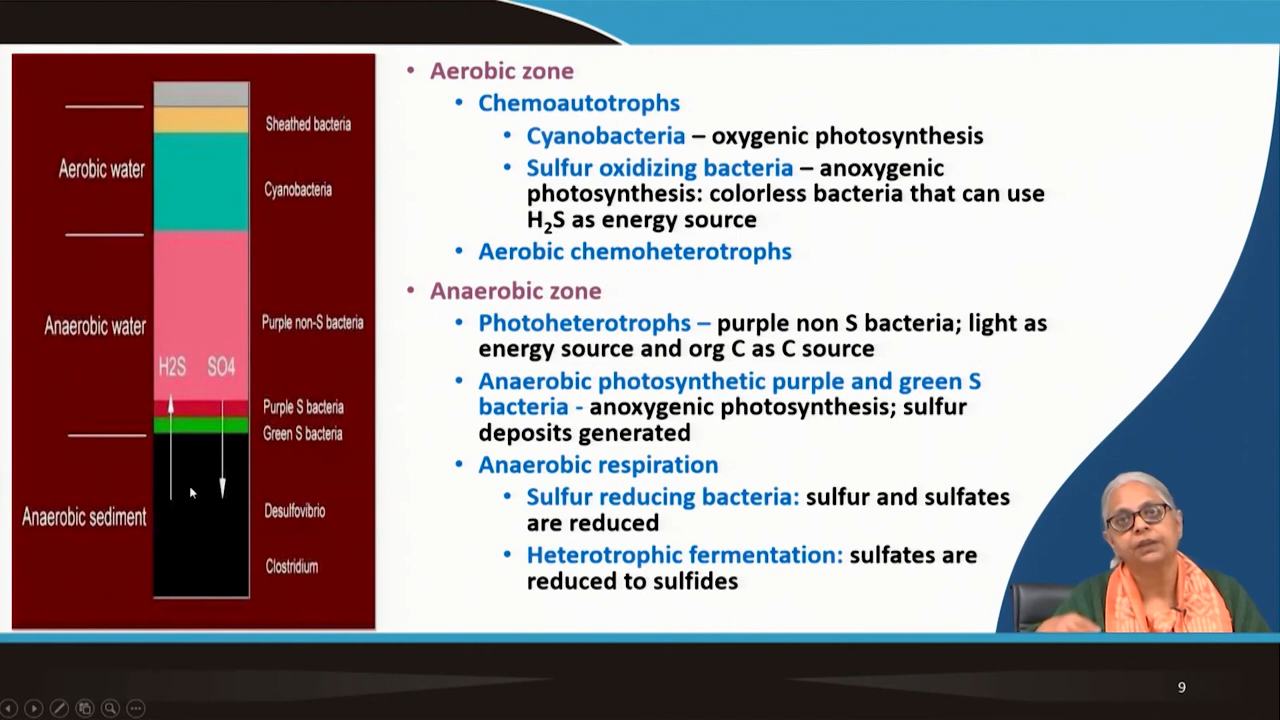 Aerobic water
Anaerobic water
Anaerobic sediment
H2S SO4
Sheathed bacteria
Cyanobacteria
Purple non-S bacteria
Purple S bacteria
Green S bacteria
Desulfovibrio
Clostridium
• Aerobic zone
• Chemoautotrophs
• Cyanobacteria – oxygenic photosynthesis
• Sulfur oxidizing bacteria – anoxygenic
photosynthesis: colorless bacteria that can use
H₂S as energy source
• Aerobic chemoheterotrophs
• Anaerobic zone
• Photoheterotrophs – purple non S bacteria; light as
energy source and org C as C source
• Anaerobic photosynthetic purple and green S
bacteria - anoxygenic photosynthesis; sulfur
deposits generated
• Anaerobic respiration
• Sulfur reducing bacteria: sulfur and sulfates
are reduced
• Heterotrophic fermentation: sulfates are
reduced to sulfides
9